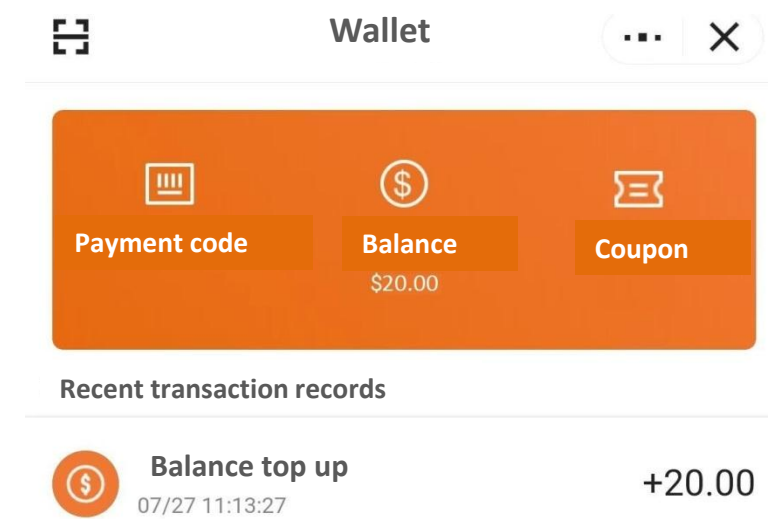 Wallet
Payment code
Balance
Coupon
$20.00
Recent transaction records
Balance top up
+20.00
07/27 11:13:27